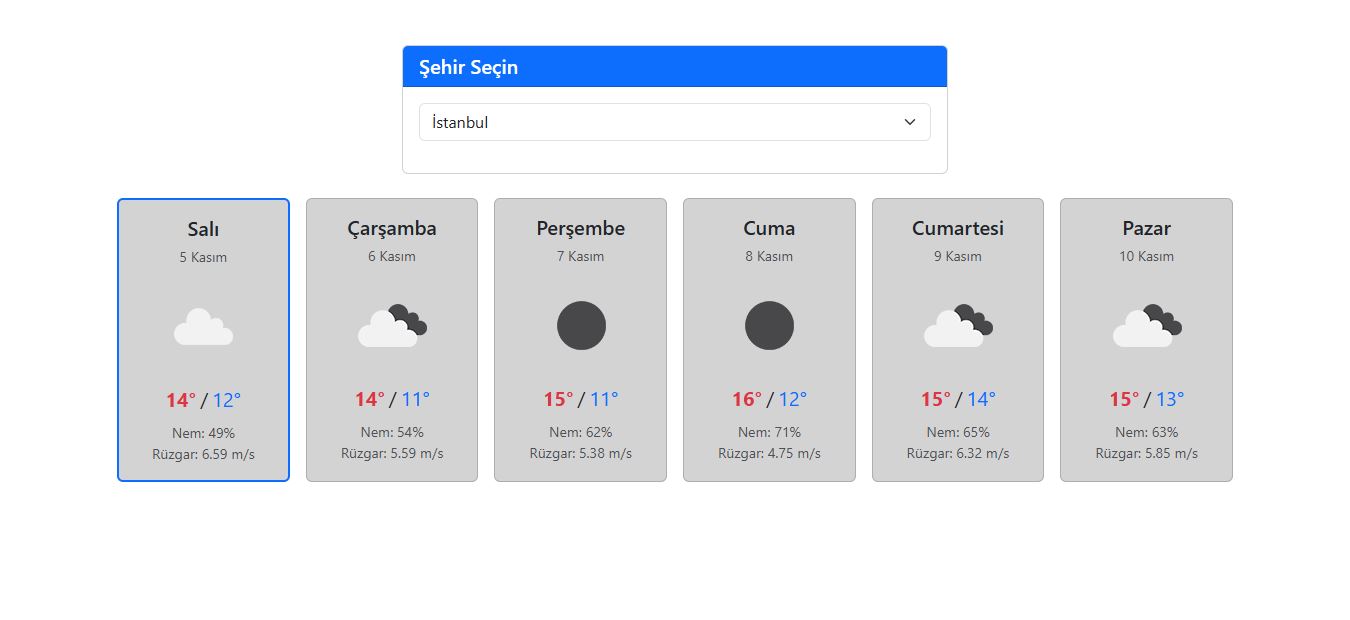 Şehir Seçin
İstanbul
Salı
5 Kasım
14° / 12°
Nem: 49%
Rüzgar: 6.59 m/s
Çarşamba
6 Kasım
14° / 11°
Nem: 54%
Rüzgar: 5.59 m/s
Perşembe
7 Kasım
15° / 11°
Nem: 62%
Rüzgar: 5.38 m/s
Cuma
8 Kasım
16° / 12°
Nem: 71%
Rüzgar: 4.75 m/s
Cumartesi
9 Kasım
15° / 14°
Nem: 65%
Rüzgar: 6.32 m/s
Pazar
10 Kasım
15° / 13°
Nem: 63%
Rüzgar: 5.85 m/s